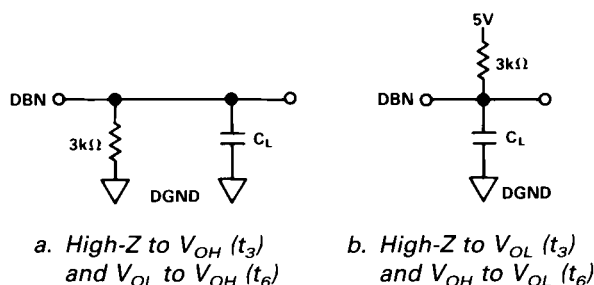 5V
3kΩ
DBN
DBN
3kΩ
C_L
C_L
DGND
DGND
a. High-Z to V_OH (t_3)
and V_OL to V_OH (t_6)
b. High-Z to V_OL (t_3)
and V_OH to V_OL (t_6)